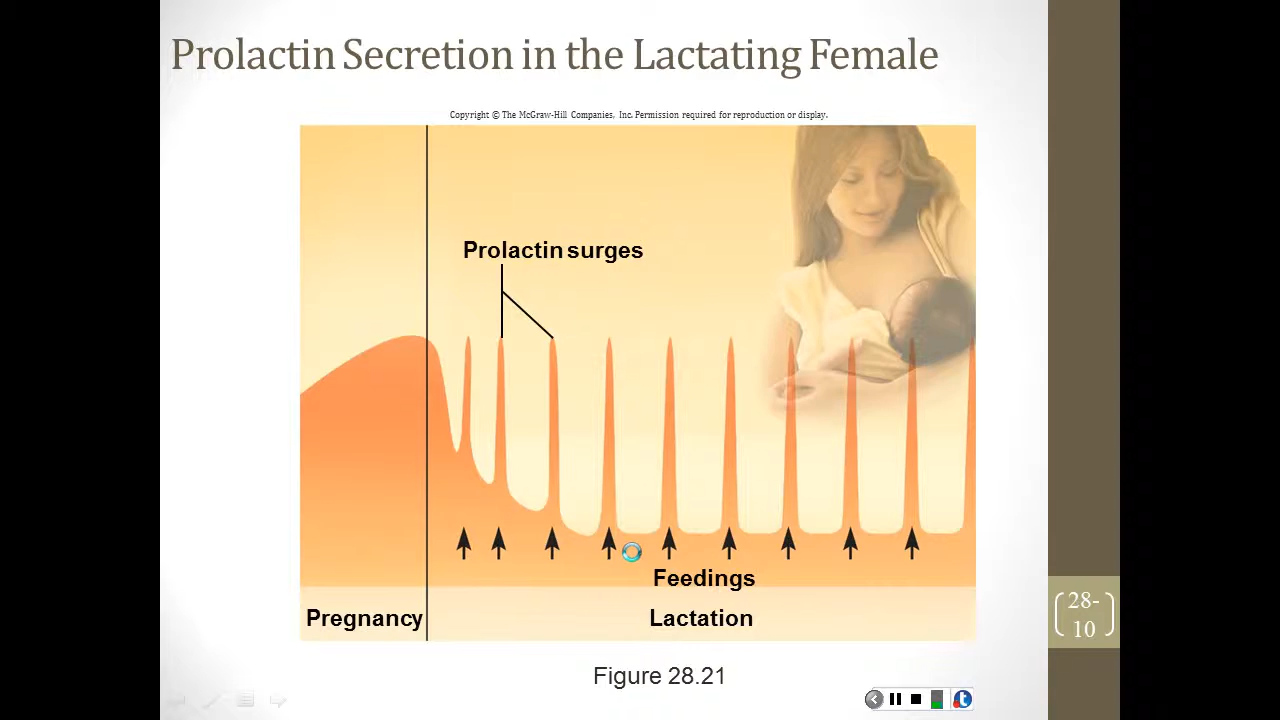 Prolactin Secretion in the Lactating Female
Copyright © The McGraw-Hill Companies, Inc. Permission required for reproduction or display.
Prolactin surges
Feedings
Pregnancy
Lactation
Figure 28.21
28-
10
t